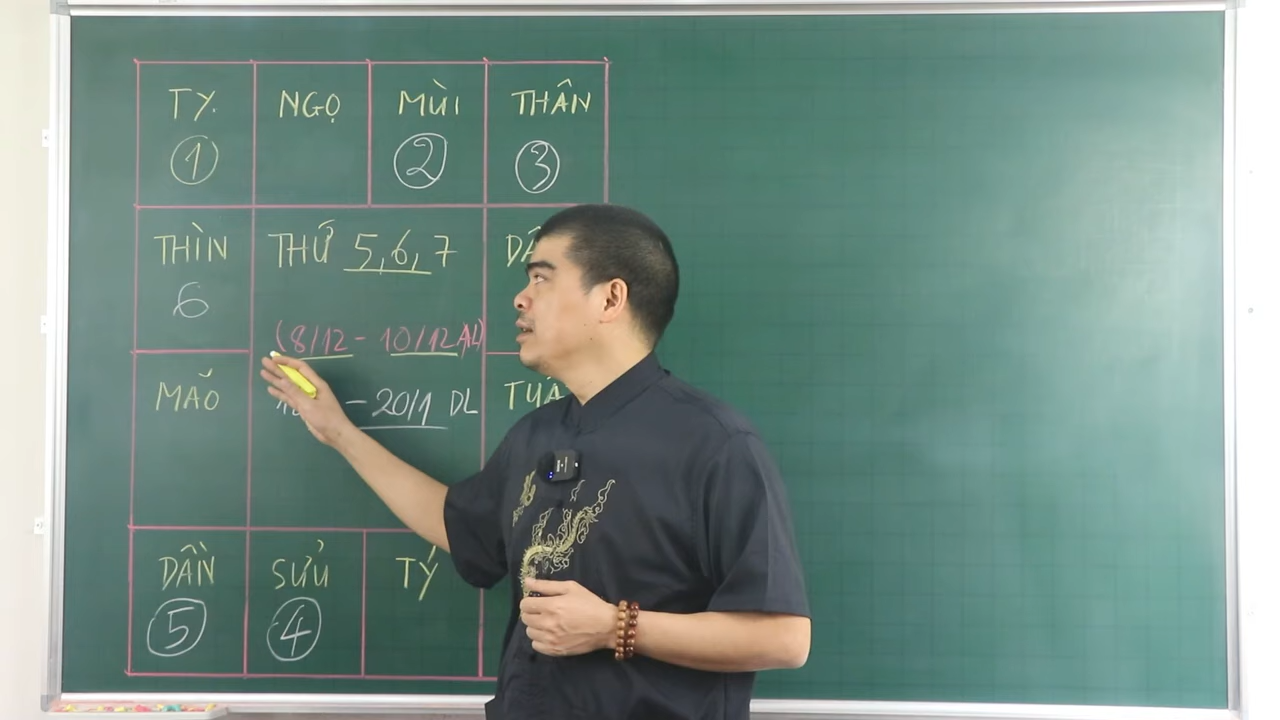 TỴ
NGỌ
MÙI
THÂN
1
2
3
THÌN
THỨ 5,6,7
6
(8/12 - 10/12 AL)
MÃO
- 20/1 DL
DẦN
SỬU
TÝ
5
4